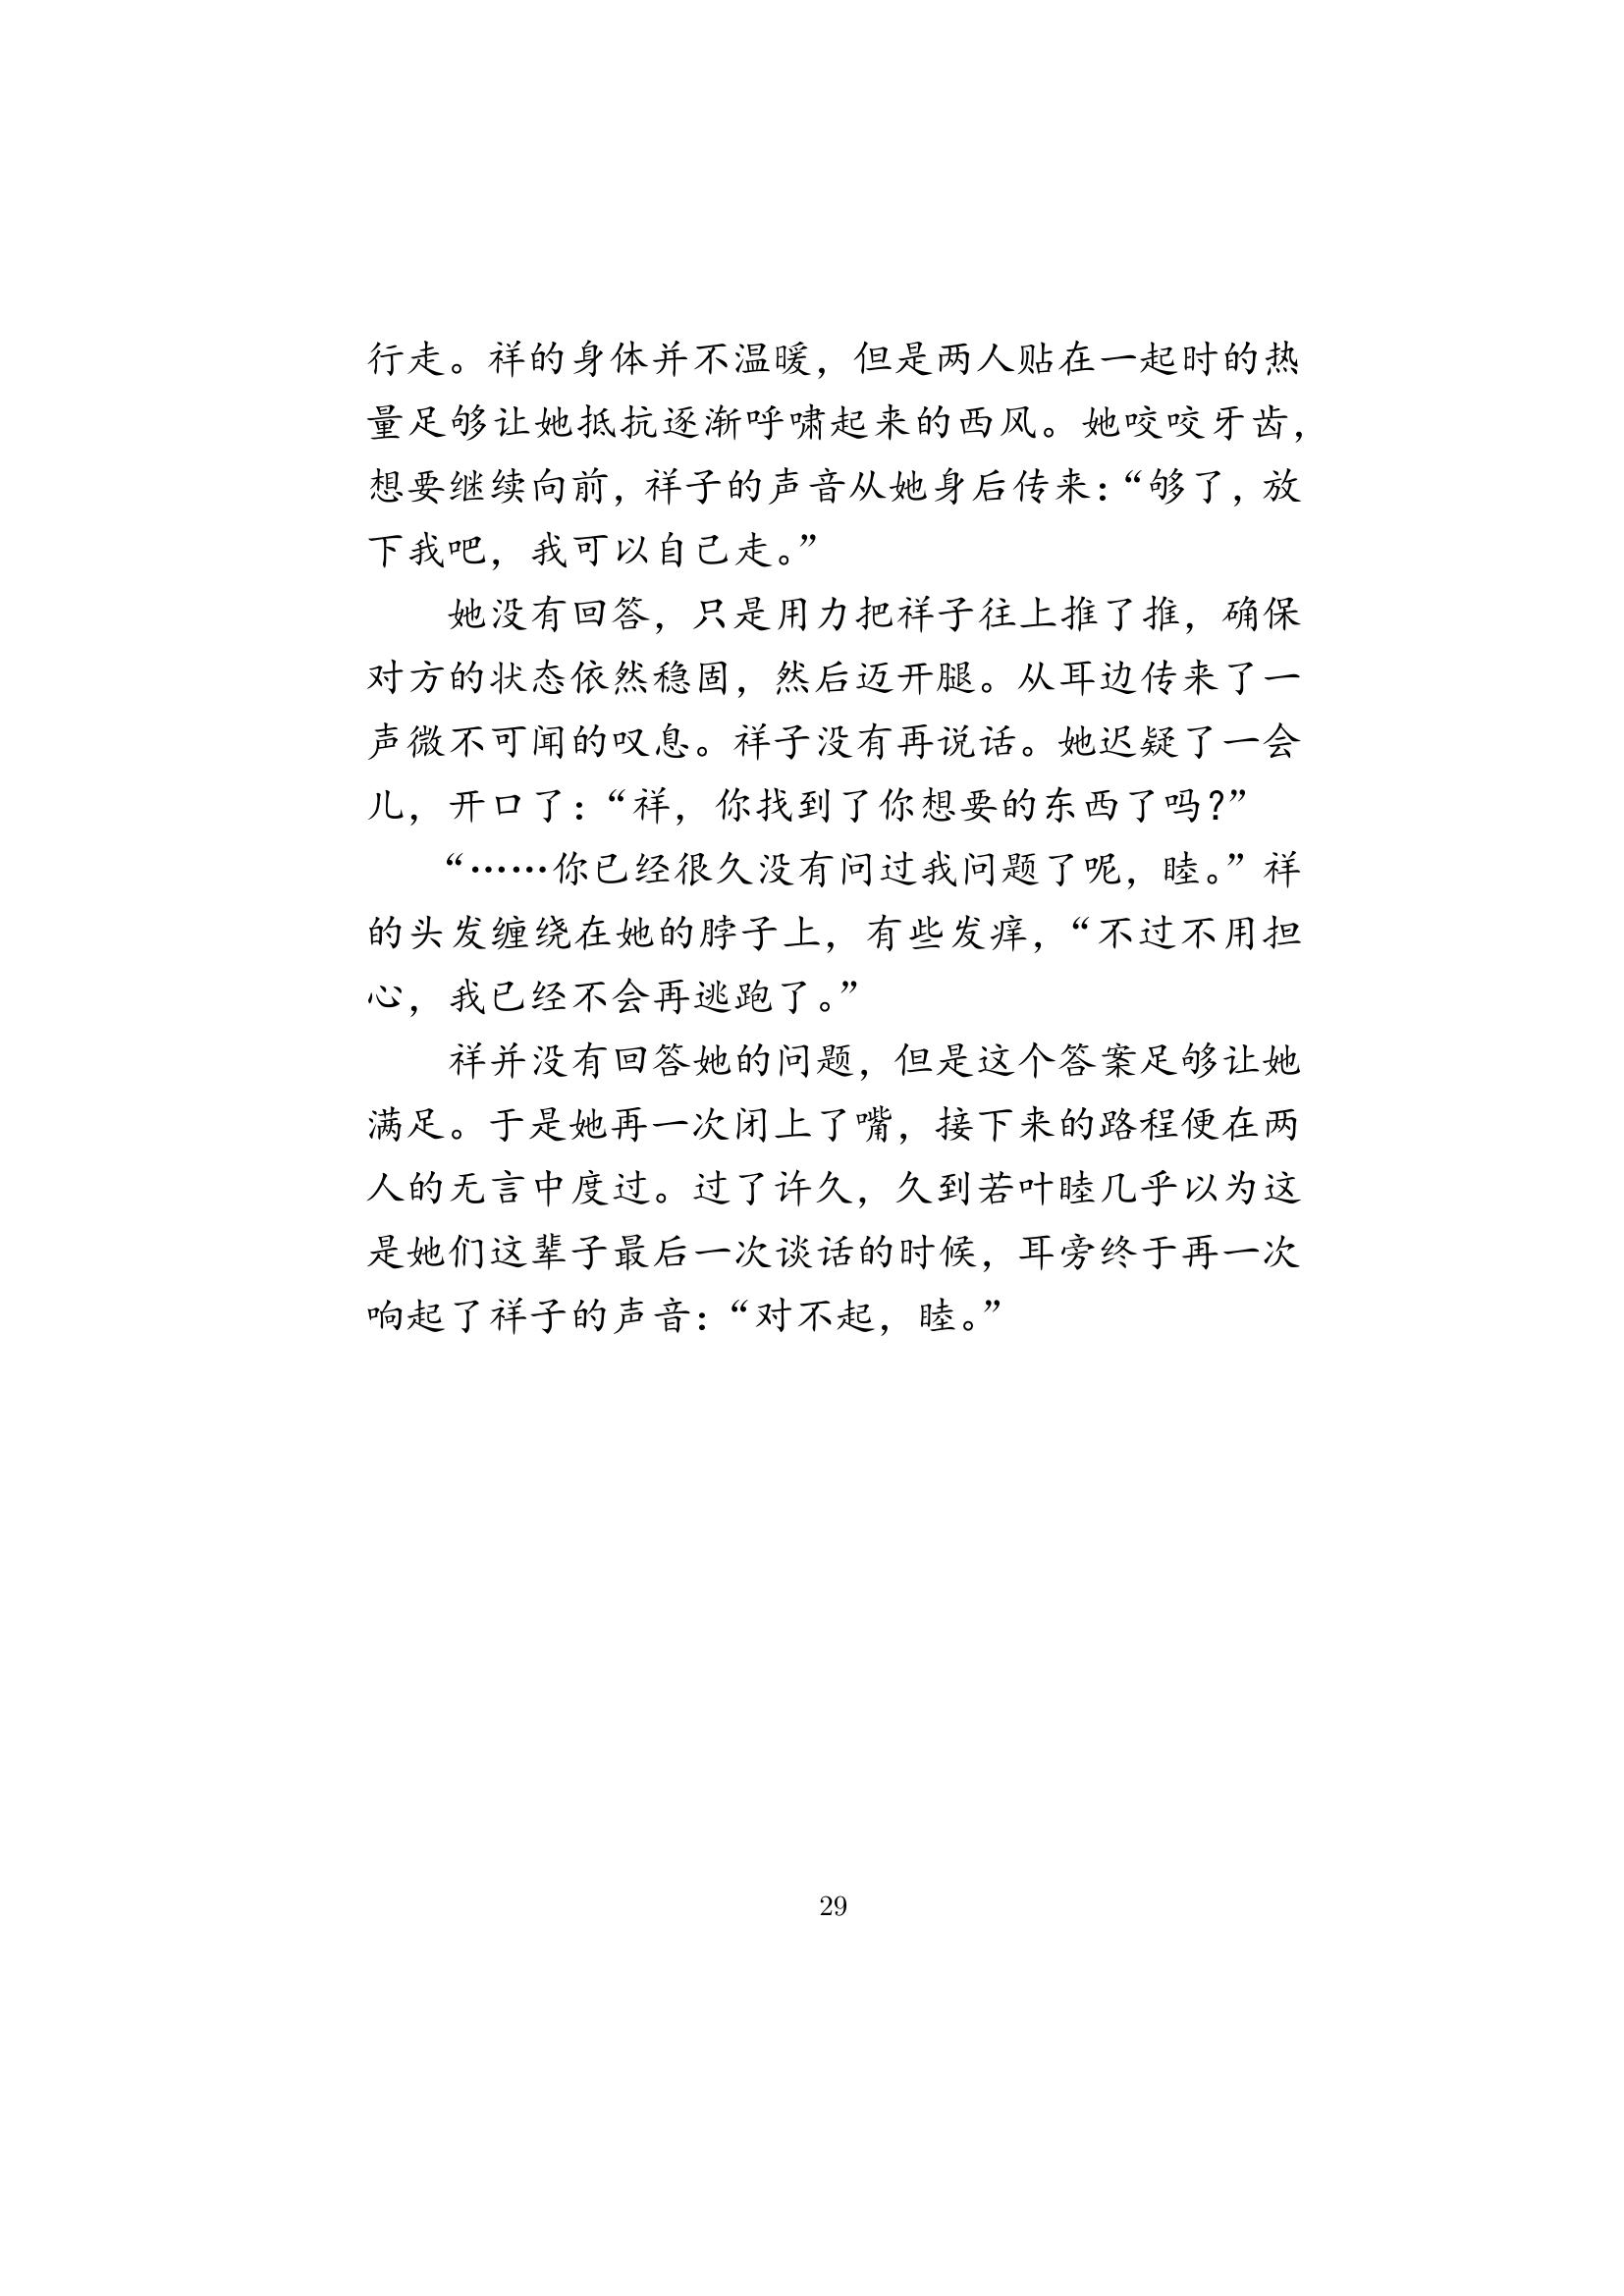 行走。祥的身体并不温暖，但是两人贴在一起时的热
量足够让她抵抗逐渐呼啸起来的西风。她咬咬牙齿，
想要继续向前，祥子的声音从她身后传来：“够了，放
下我吧，我可以自己走。”
她没有回答，只是用力把祥子往上推了推，确保
对方的状态依然稳固，然后迈开腿。从耳边传来了一
声微不可闻的叹息。祥子没有再说话。她迟疑了一会
儿，开口了：“祥，你找到了你想要的东西了吗？”
“……你已经很久没有问过我问题了呢，睦。”祥
的头发缠绕在她的脖子上，有些发痒，“不过不用担
心，我已经不会再逃跑了。”
祥并没有回答她的问题，但是这个答案足够让她
满足。于是她再一次闭上了嘴，接下来的路程便在两
人的无言中度过。过了许久，久到若叶睦几乎以为这
是她们这辈子最后一次谈话的时候，耳旁终于再一次
响起了祥子的声音：“对不起，睦。”
29